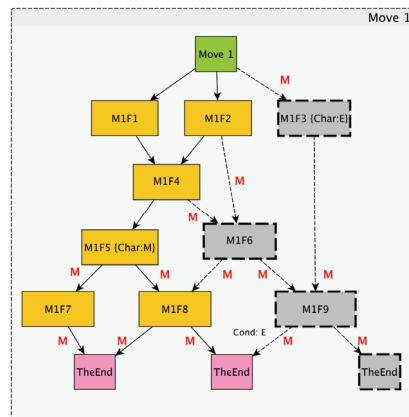 Move 1
Move 1
M
M1F1
M1F2
M1F3 {Char:E}
M1F4
M
M
M1F5 {Char:M}
M1F6
M
M
M
M
M
M1F7
M1F8
M1F9
M
M
M
Cond: E
M
M
TheEnd
TheEnd
TheEnd